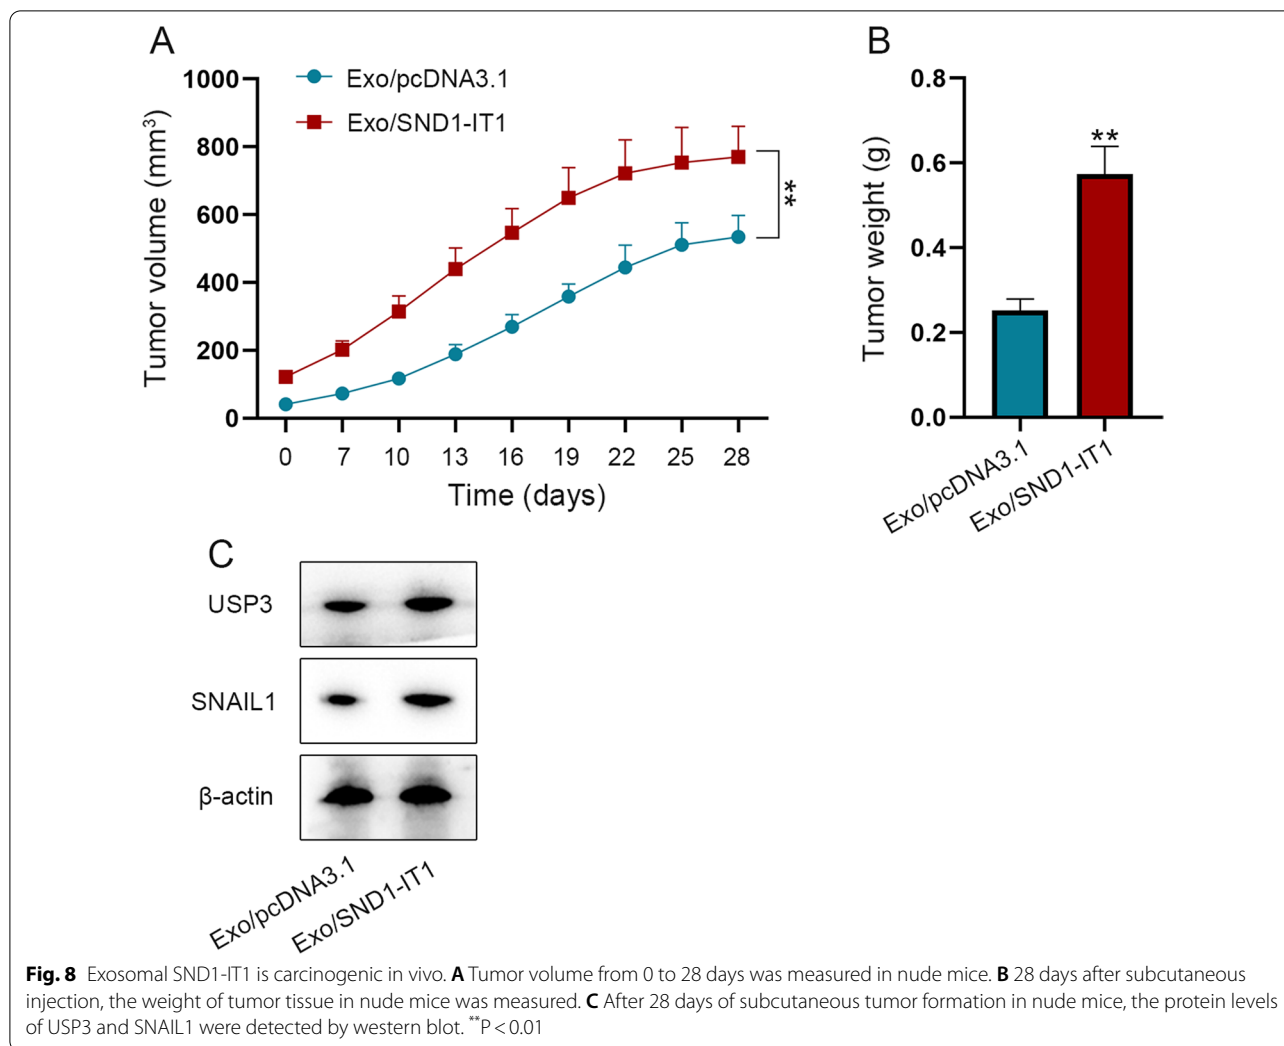 A
Exo/pcDNA3.1
Exo/SND1-IT1
Tumor volume (mm³)
1000
800
600
400
200
0
**
0 7 10 13 16 19 22 25 28
Time (days)
B
Tumor weight (g)
0.8
0.6
0.4
0.2
0.0
**
Exo/pcDNA3.1
Exo/SND1-IT1
C
USP3
SNAIL1
β-actin
Exo/pcDNA3.1
Exo/SND1-IT1
Fig. 8 Exosomal SND1-IT1 is carcinogenic in vivo. A Tumor volume from 0 to 28 days was measured in nude mice. B 28 days after subcutaneous
injection, the weight of tumor tissue in nude mice was measured. C After 28 days of subcutaneous tumor formation in nude mice, the protein levels
of USP3 and SNAIL1 were detected by western blot. **P < 0.01